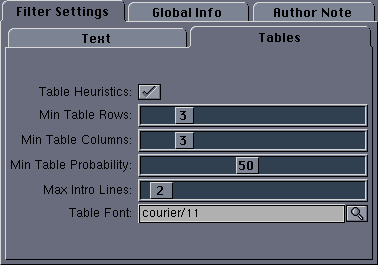 Filter Settings Global Info Author Note
Text Tables
Table Heuristics:
Min Table Rows: 3
Min Table Columns: 3
Min Table Probability: 50
Max Intro Lines: 2
Table Font: courier/11